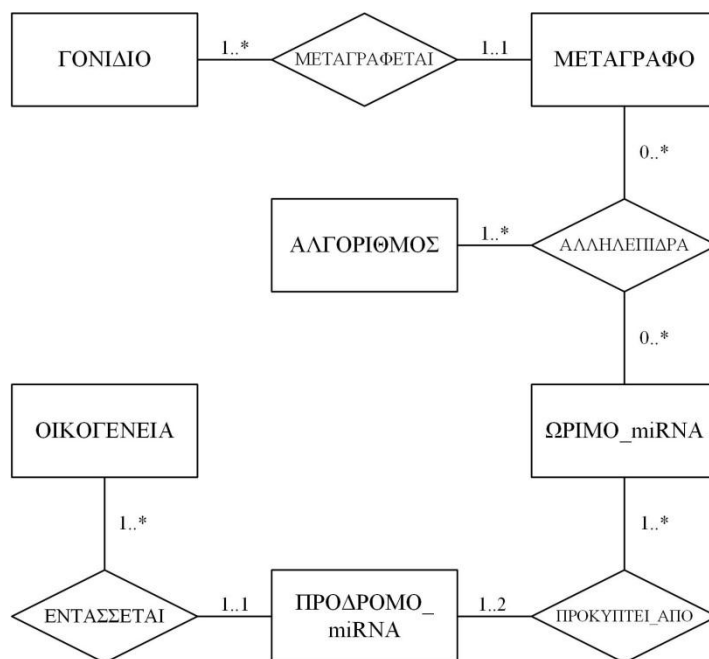 ΓΟΝΙΔΙΟ
1..*
ΜΕΤΑΓΡΑΦΕΤΑΙ
1..1
ΜΕΤΑΓΡΑΦΟ
0..*
ΑΛΓΟΡΙΘΜΟΣ
1..*
ΑΛΛΗΛΕΠΙΔΡΑ
0..*
ΟΙΚΟΓΕΝΕΙΑ
ΩΡΙΜΟ_miRNA
1..*
1..*
ΕΝΤΑΣΣΕΤΑΙ
1..1
ΠΡΟΔΡΟΜΟ_
miRNA
1..2
ΠΡΟΚΥΠΤΕΙ_ΑΠΟ